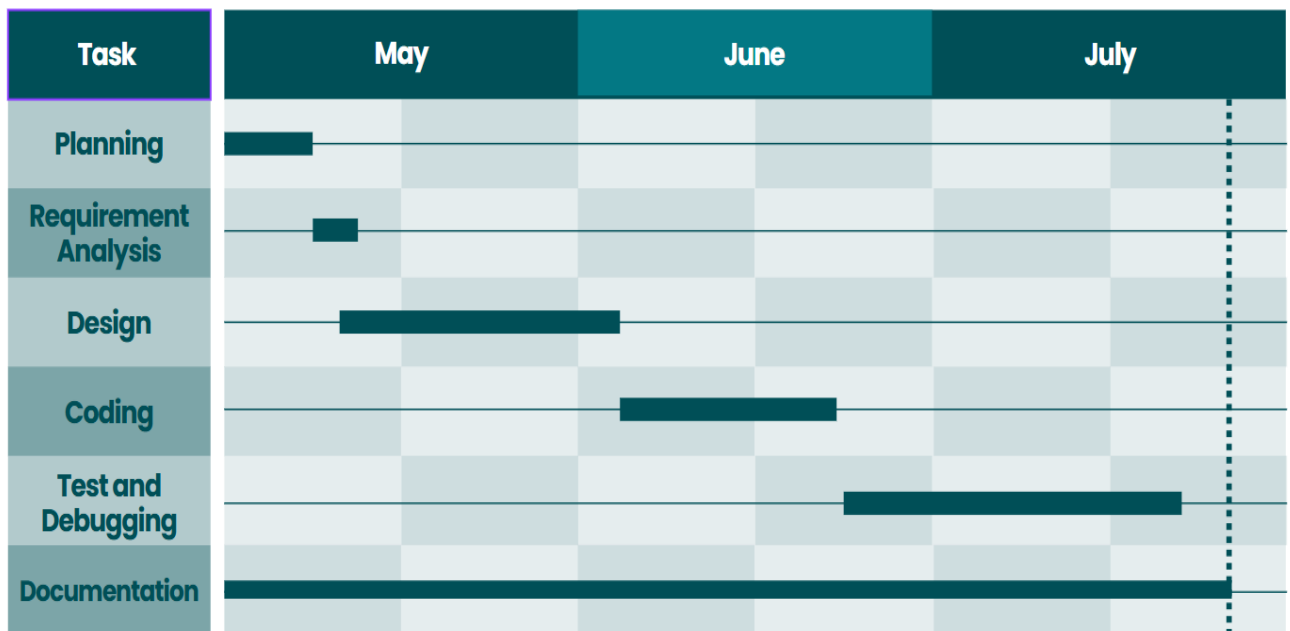 Task
May
June
July
Planning
Requirement
Analysis
Design
Coding
Test and
Debugging
Documentation